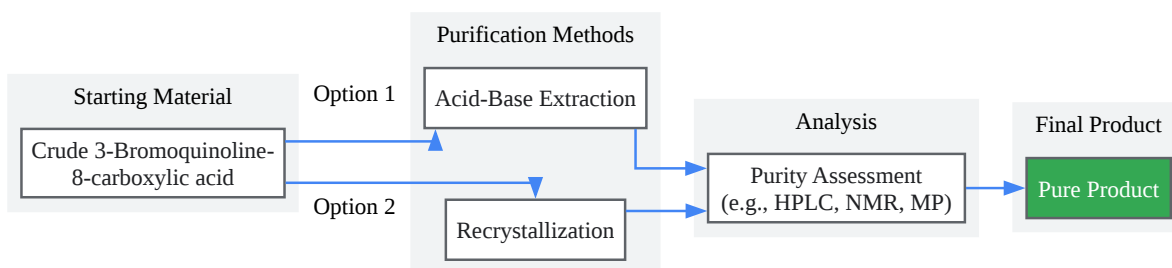 Starting Material
Crude 3-Bromoquinoline-
8-carboxylic acid
Option 1
Option 2
Purification Methods
Acid-Base Extraction
Recrystallization
Analysis
Purity Assessment
(e.g., HPLC, NMR, MP)
Final Product
Pure Product